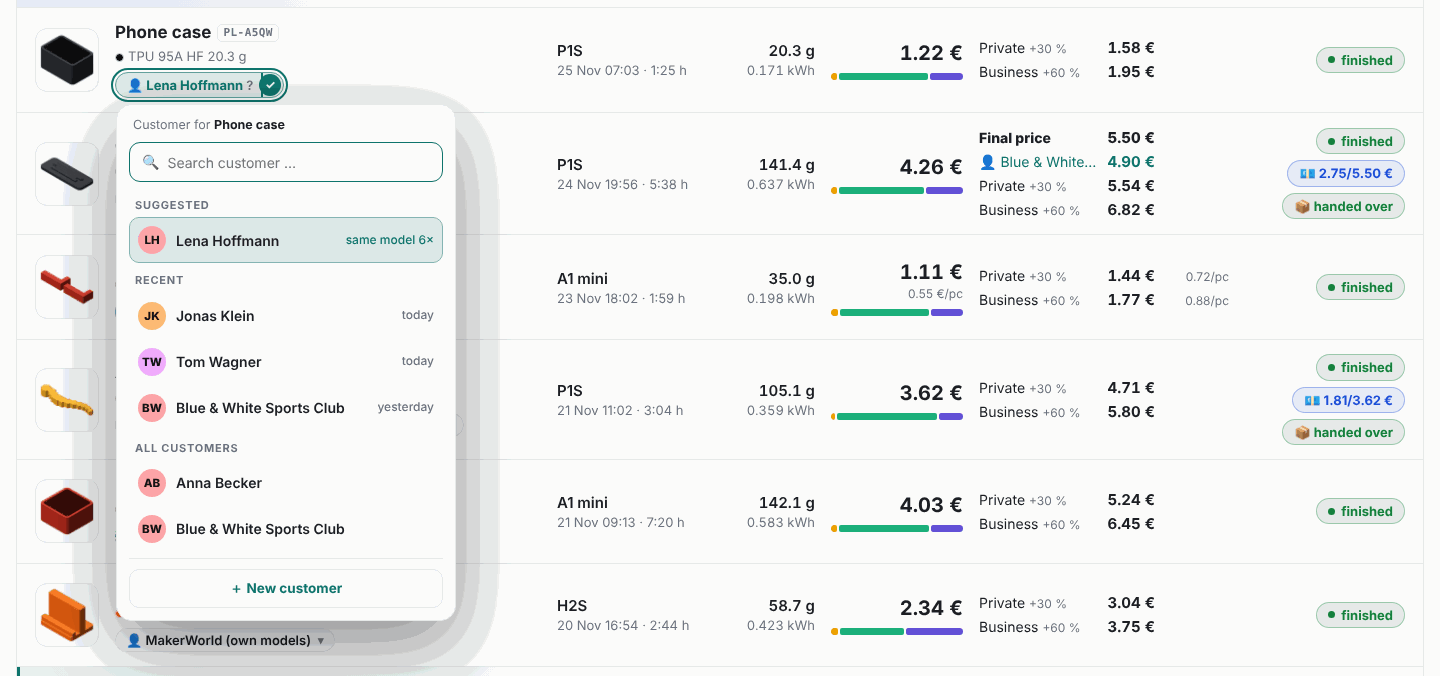 Phone case PL-A5QW
TPU 95A HF 20.3 g
Lena Hoffmann ?
P1S
25 Nov 07:03 · 1:25 h
20.3 g
0.171 kWh
1.22 €
Private +30 % 1.58 €
Business +60 % 1.95 €
finished
Customer for Phone case
Search customer ...
SUGGESTED
LH Lena Hoffmann same model 6×
RECENT
JK Jonas Klein today
TW Tom Wagner today
BW Blue & White Sports Club yesterday
ALL CUSTOMERS
AB Anna Becker
BW Blue & White Sports Club
+ New customer
P1S
24 Nov 19:56 · 5:38 h
141.4 g
0.637 kWh
4.26 €
Final price 5.50 €
Blue & White... 4.90 €
Private +30 % 5.54 €
Business +60 % 6.82 €
finished
2.75/5.50 €
handed over
A1 mini
23 Nov 18:02 · 1:59 h
35.0 g
0.198 kWh
1.11 €
0.55 €/pc
Private +30 % 1.44 € 0.72/pc
Business +60 % 1.77 € 0.88/pc
finished
P1S
21 Nov 11:02 · 3:04 h
105.1 g
0.359 kWh
3.62 €
Private +30 % 4.71 €
Business +60 % 5.80 €
finished
1.81/3.62 €
handed over
A1 mini
21 Nov 09:13 · 7:20 h
142.1 g
0.583 kWh
4.03 €
Private +30 % 5.24 €
Business +60 % 6.45 €
finished
MakerWorld (own models)
H2S
20 Nov 16:54 · 2:44 h
58.7 g
0.423 kWh
2.34 €
Private +30 % 3.04 €
Business +60 % 3.75 €
finished